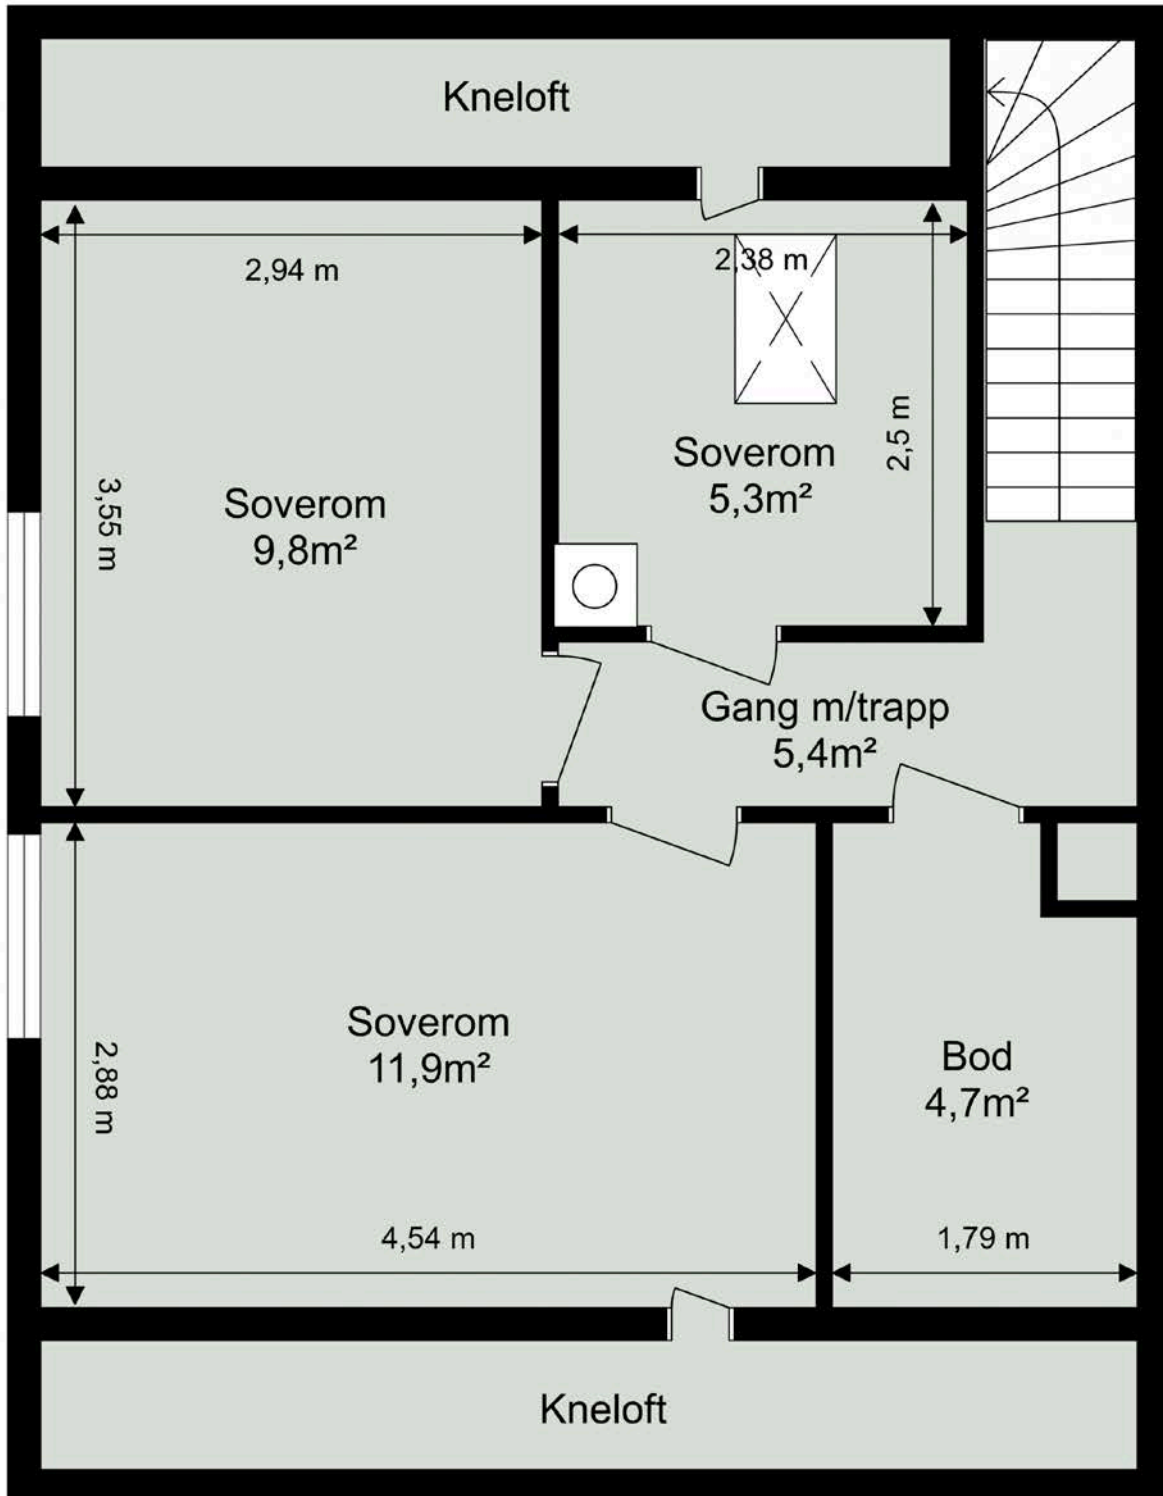 Kneloft
2,94 m
2,38 m
3,55 m
Soverom
9,8m²
Soverom
5,3m²
2,5 m
Gang m/trapp
5,4m²
Soverom
11,9m²
2,88 m
4,54 m
Bod
4,7m²
1,79 m
Kneloft